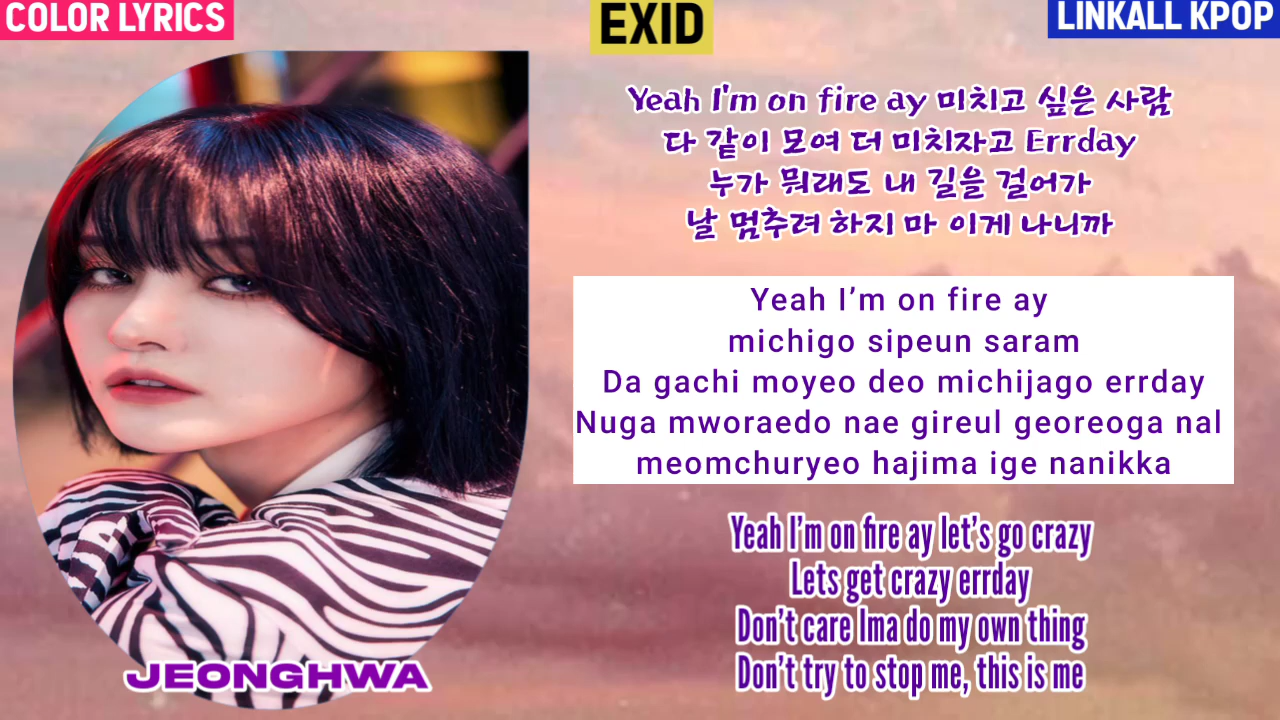 COLOR LYRICS
EXID
LINKALL KPOP
Yeah I'm on fire ay 미치고 싶은 사람
다 같이 모여 더 미치자고 Errday
누가 뭐래도 내 길을 걸어가
날 멈추려 하지 마 이게 나니까
Yeah I’m on fire ay
michigo sipeun saram
Da gachi moyeo deo michijago errday
Nuga mworaedo nae gireul georeoga nal
meomchuryeo hajima ige nanikka
Yeah I’m on fire ay let’s go crazy
Lets get crazy errday
Don’t care Ima do my own thing
Don’t try to stop me, this is me
JEONGHWA